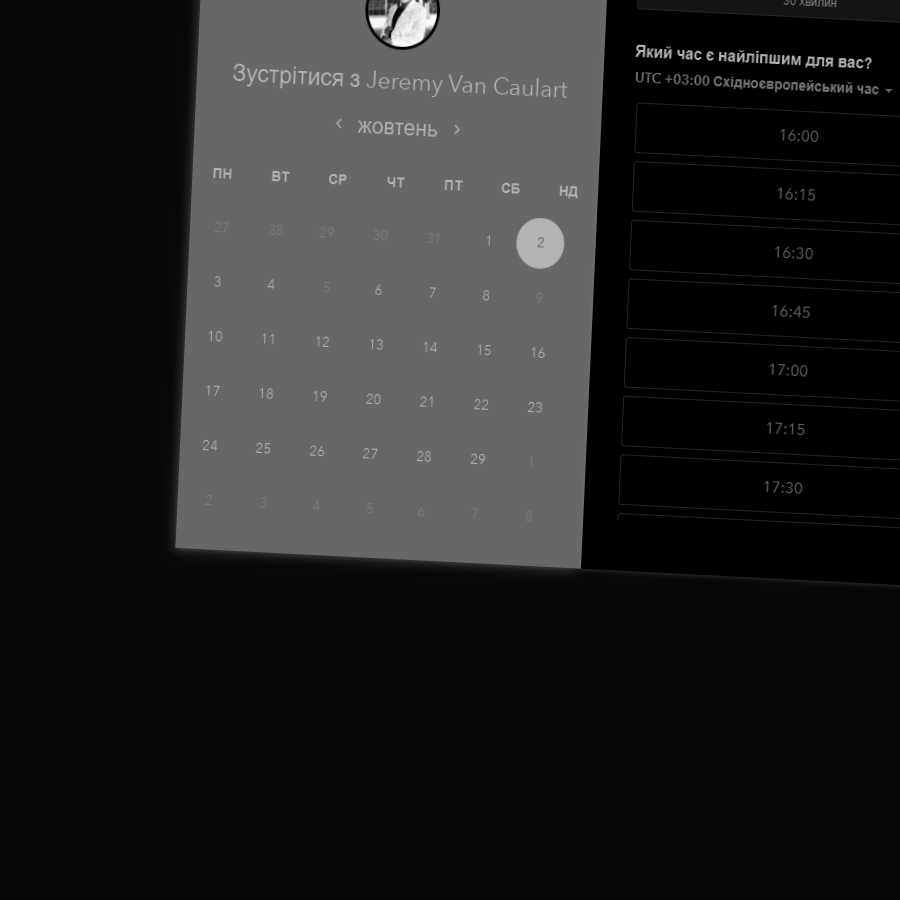 Зустрітися з Jeremy Van Caulart
жовтень
ПН ВТ СР ЧТ ПТ СБ НД
27 28 29 30 31 1 2
3 4 5 6 7 8 9
10 11 12 13 14 15 16
17 18 19 20 21 22 23
24 25 26 27 28 29 1
2 3 4 5 6 7 8
30 хвилин
Який час є найліпшим для вас?
UTC +03:00 Східноєвропейський час
16:00
16:15
16:30
16:45
17:00
17:15
17:30